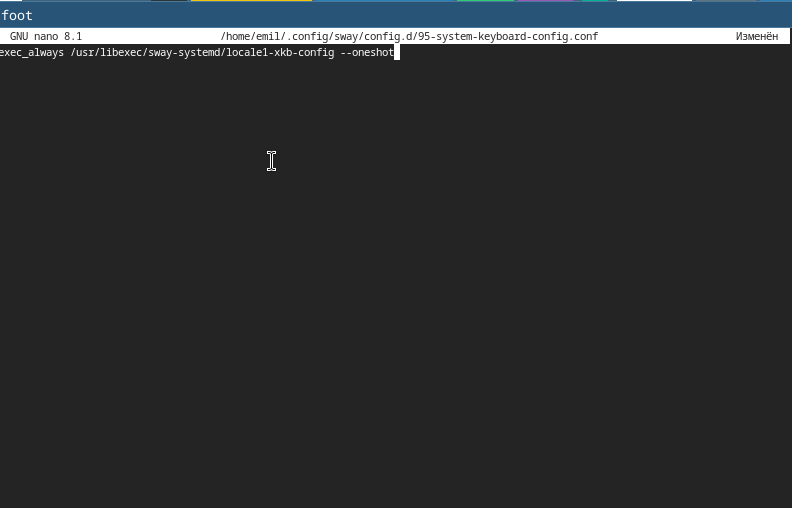 foot
GNU nano 8.1 /home/emil/.config/sway/config.d/95-system-keyboard-config.conf Изменён
exec_always /usr/libexec/sway-systemd/locale1-xkb-config --oneshot